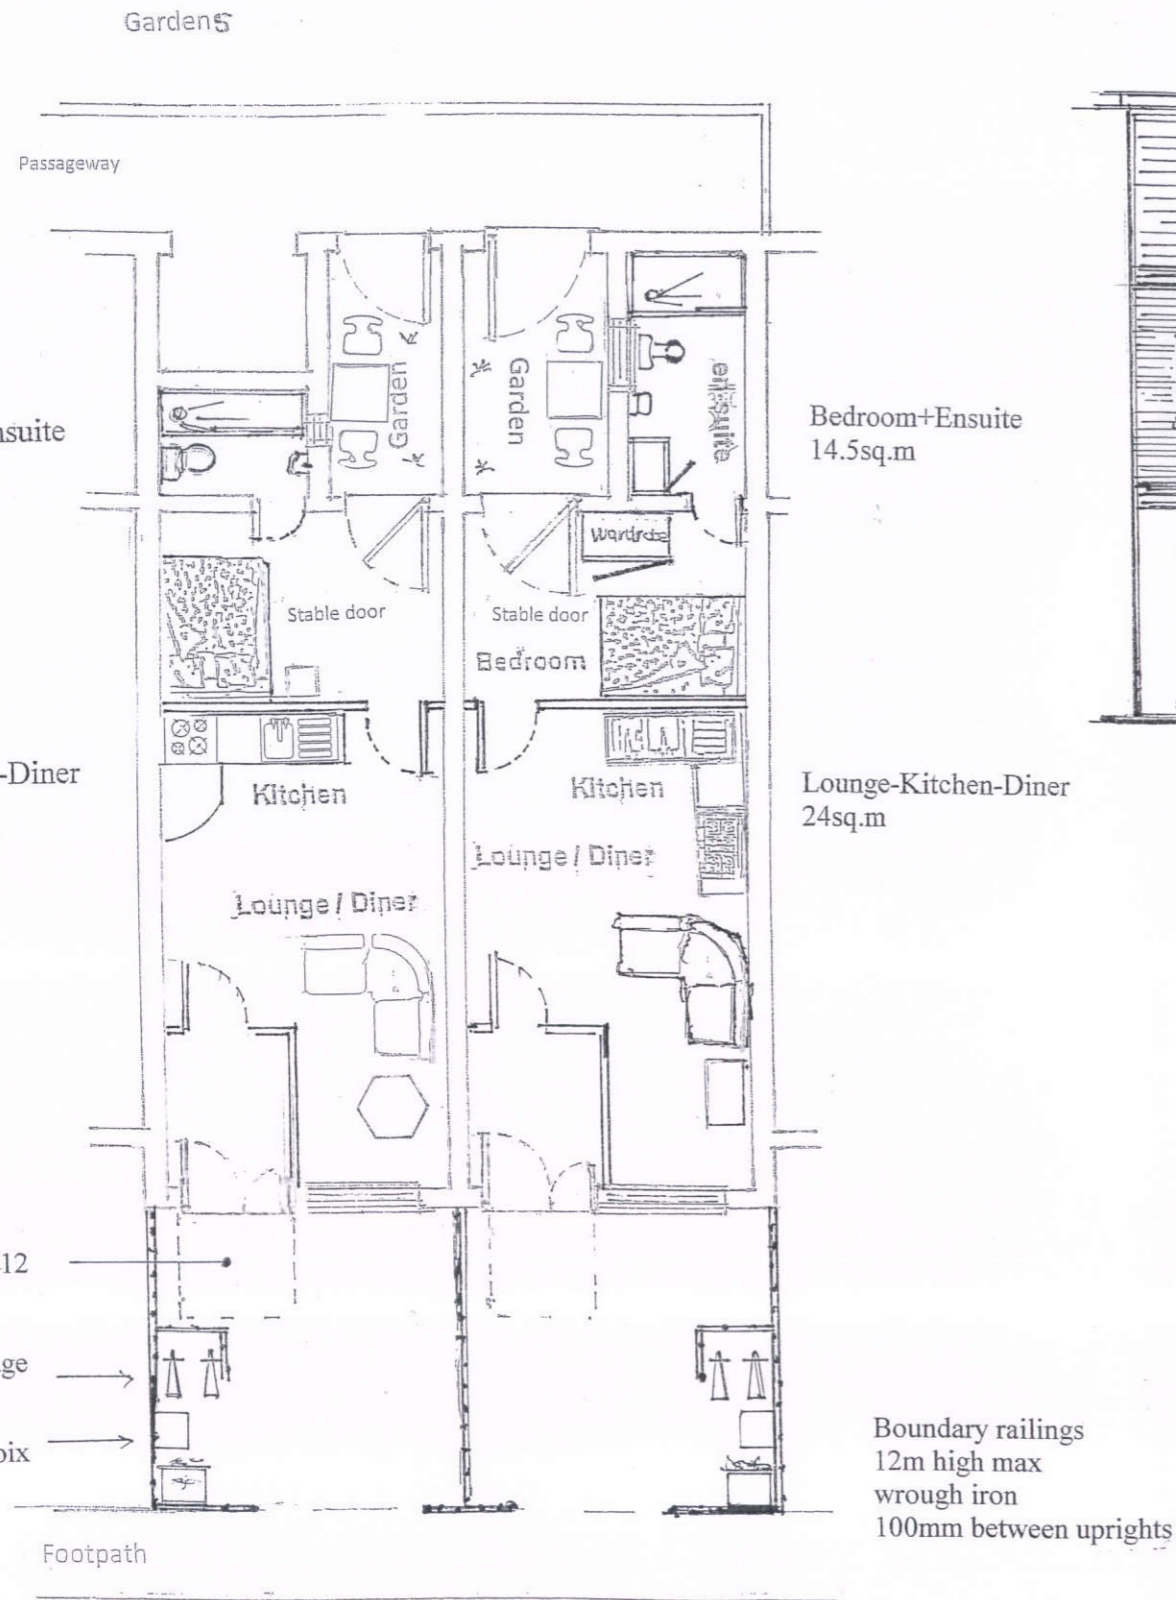 Gardens
Passageway
Garden
Garden
ensuite
nsuite
Bedroom+Ensuite
14.5sq.m
Wardrobe
Stable door
Stable door
Bedroom
-Diner
Kitchen
Kitchen
Lounge-Kitchen-Diner
24sq.m
Lounge / Diner
Lounge / Diner
12
ge
oix
Boundary railings
12m high max
wrough iron
100mm between uprights
Footpath